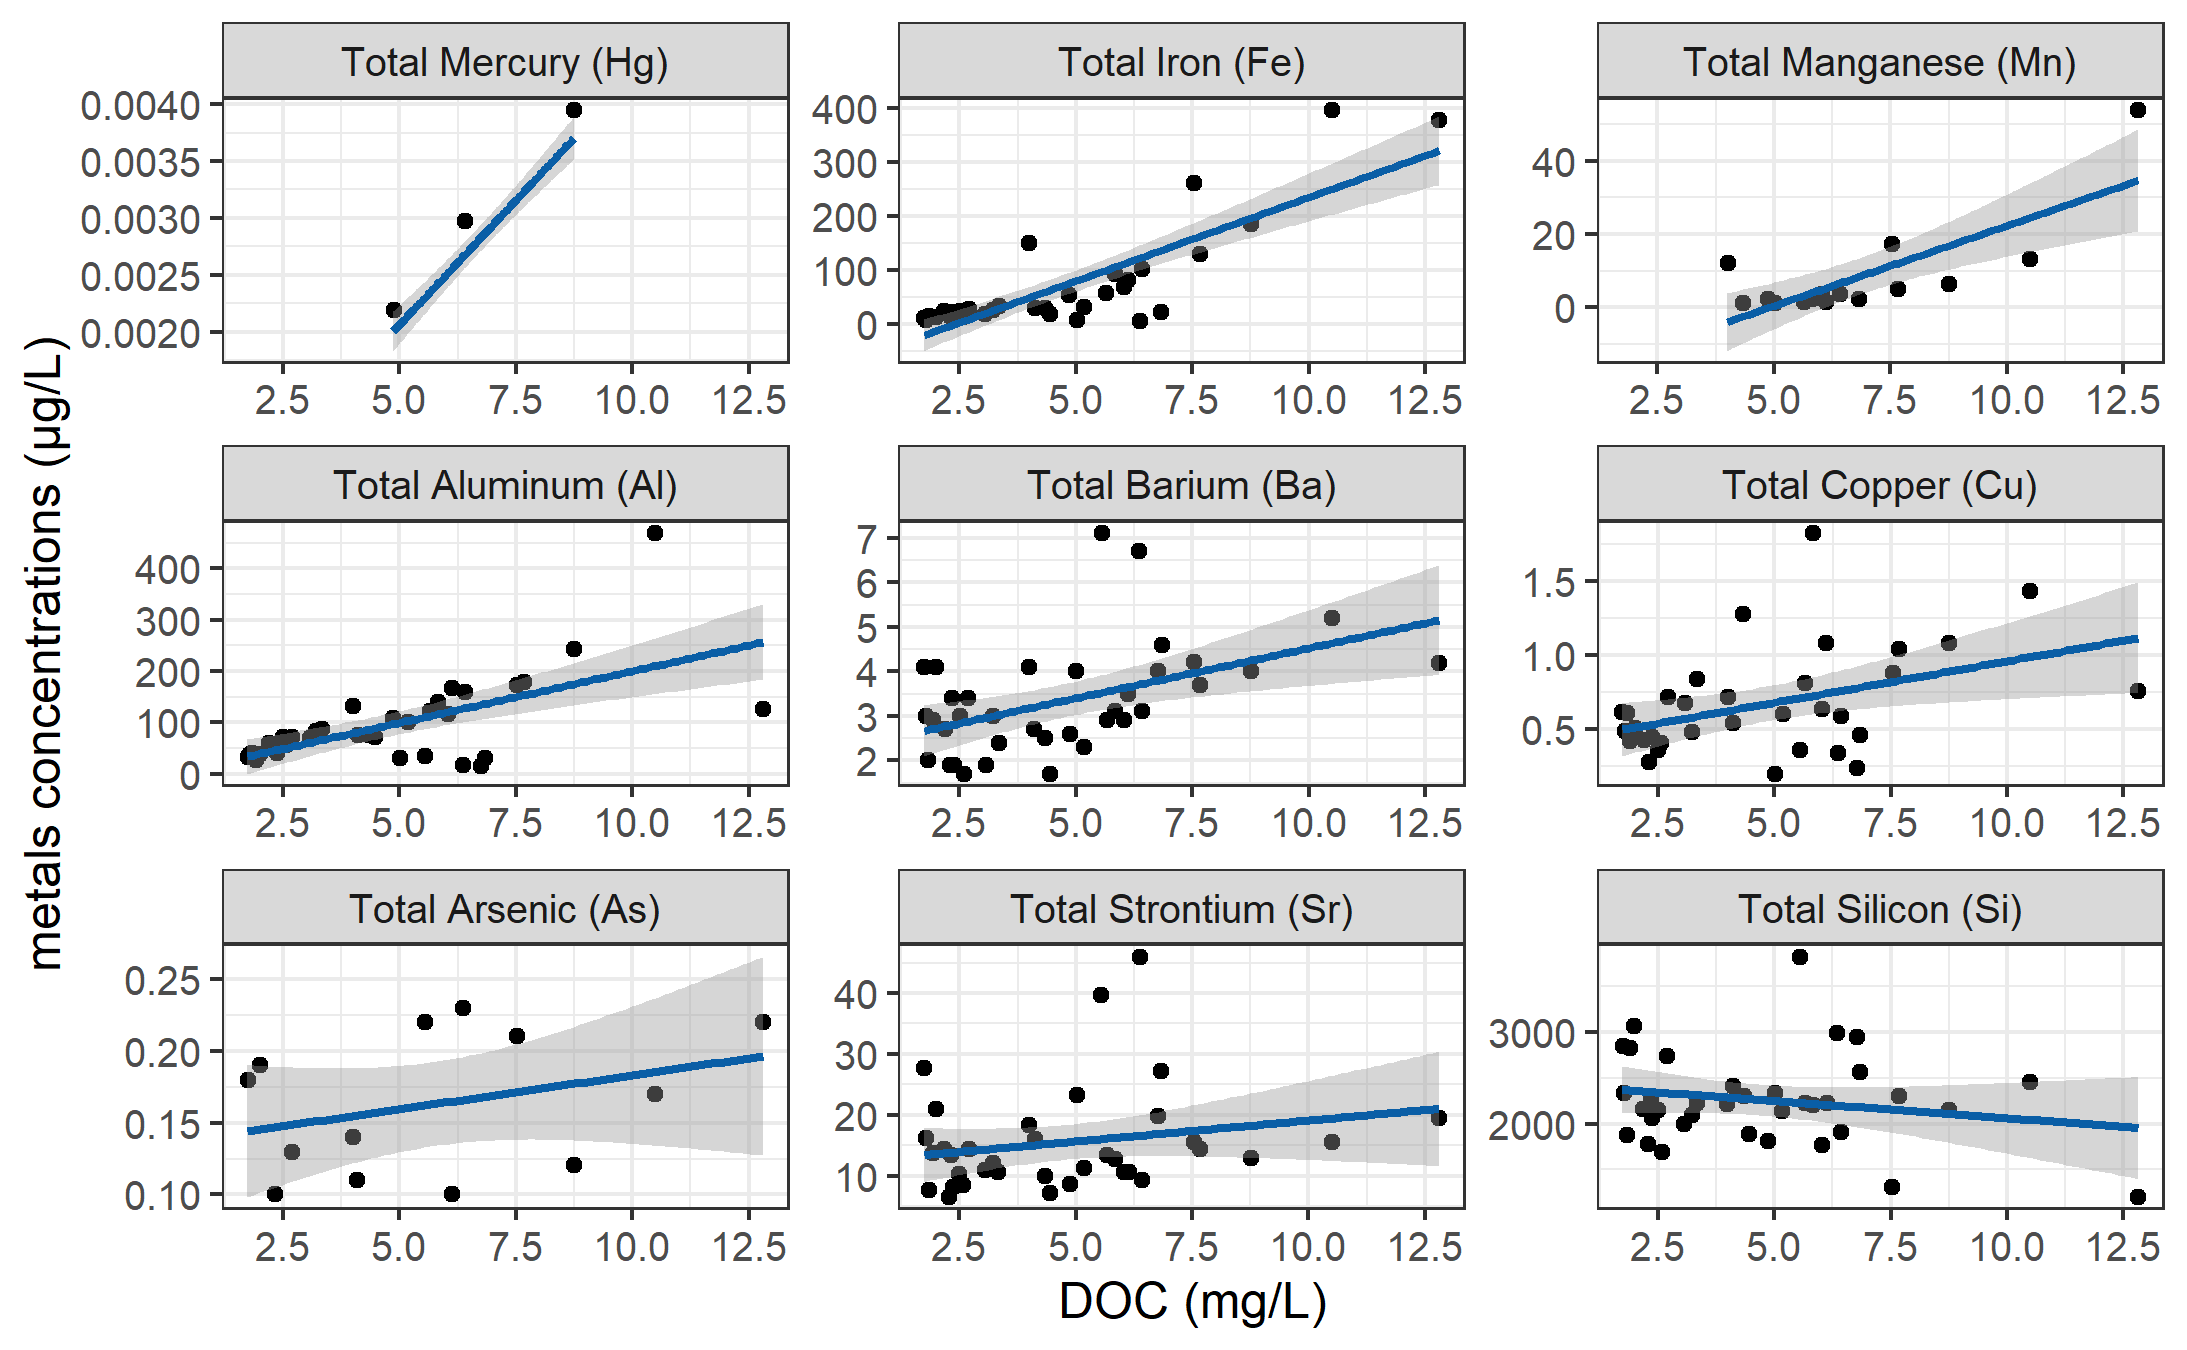 Total Mercury (Hg)
Total Iron (Fe)
Total Manganese (Mn)
0.0040
0.0035
0.0030
0.0025
0.0020
2.5 5.0 7.5 10.0 12.5
400
300
200
100
0
2.5 5.0 7.5 10.0 12.5
40
20
0
2.5 5.0 7.5 10.0 12.5
Total Aluminum (Al)
Total Barium (Ba)
Total Copper (Cu)
400
300
200
100
0
2.5 5.0 7.5 10.0 12.5
7
6
5
4
3
2
2.5 5.0 7.5 10.0 12.5
1.5
1.0
0.5
2.5 5.0 7.5 10.0 12.5
Total Arsenic (As)
Total Strontium (Sr)
Total Silicon (Si)
0.25
0.20
0.15
0.10
2.5 5.0 7.5 10.0 12.5
40
30
20
10
2.5 5.0 7.5 10.0 12.5
3000
2000
2.5 5.0 7.5 10.0 12.5
metals concentrations (µg/L)
DOC (mg/L)